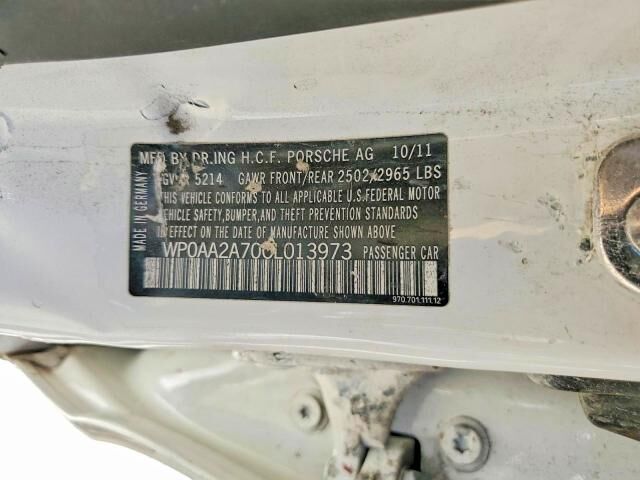 MFD BY DR.ING H.C.F. PORSCHE AG 10/11
GVWR 5214 GAWR FRONT/REAR 2502/2965 LBS
THIS VEHICLE CONFORMS TO ALL APPLICABLE U.S.FEDERAL MOTOR
VEHICLE SAFETY,BUMPER,AND THEFT PREVENTION STANDARDS
IN EFFECT ON THE DATE OF MANUFACTURE SHOWN ABOVE
WP0AA2A70CL013973 PASSENGER CAR
970.701.111.12
MADE IN GERMANY